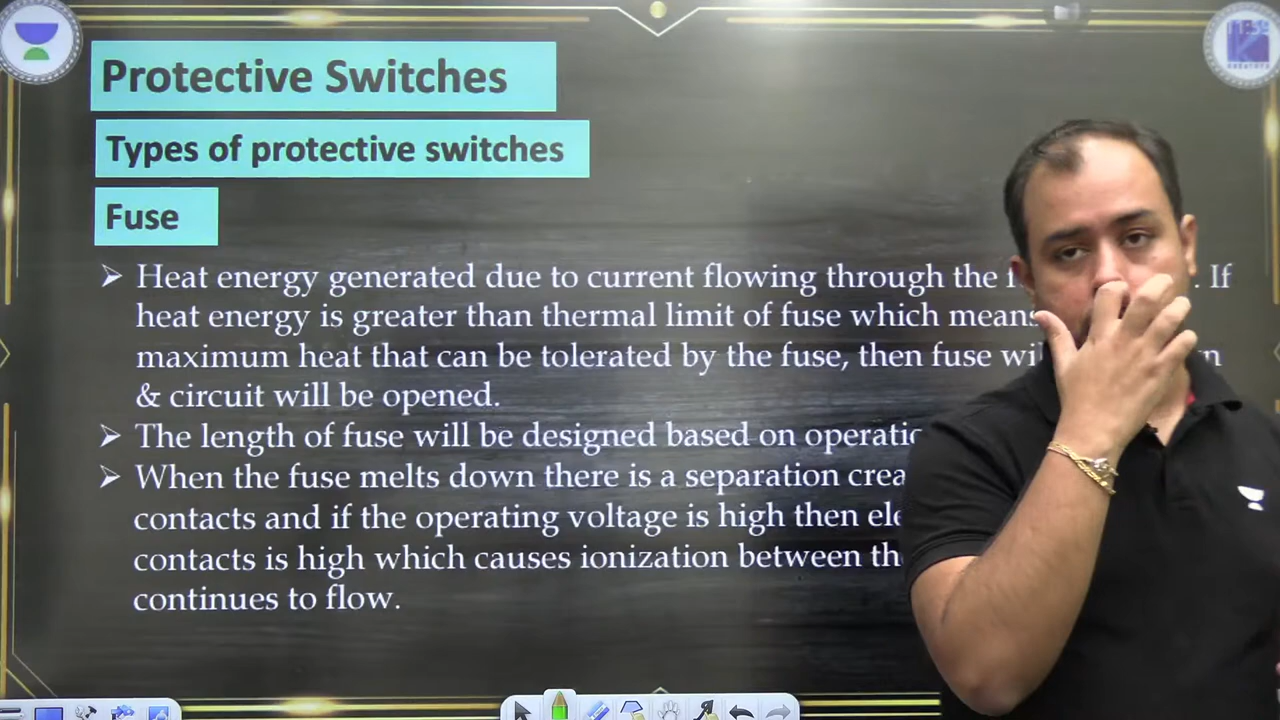 Protective Switches
Types of protective switches
Fuse
➢ Heat energy generated due to current flowing through the . If
heat energy is greater than thermal limit of fuse which means
maximum heat that can be tolerated by the fuse, then fuse
& circuit will be opened.
➢ The length of fuse will be designed based on
➢ When the fuse melts down there is a separation
contacts and if the operating voltage is high then
contacts is high which causes ionization between
continues to flow.